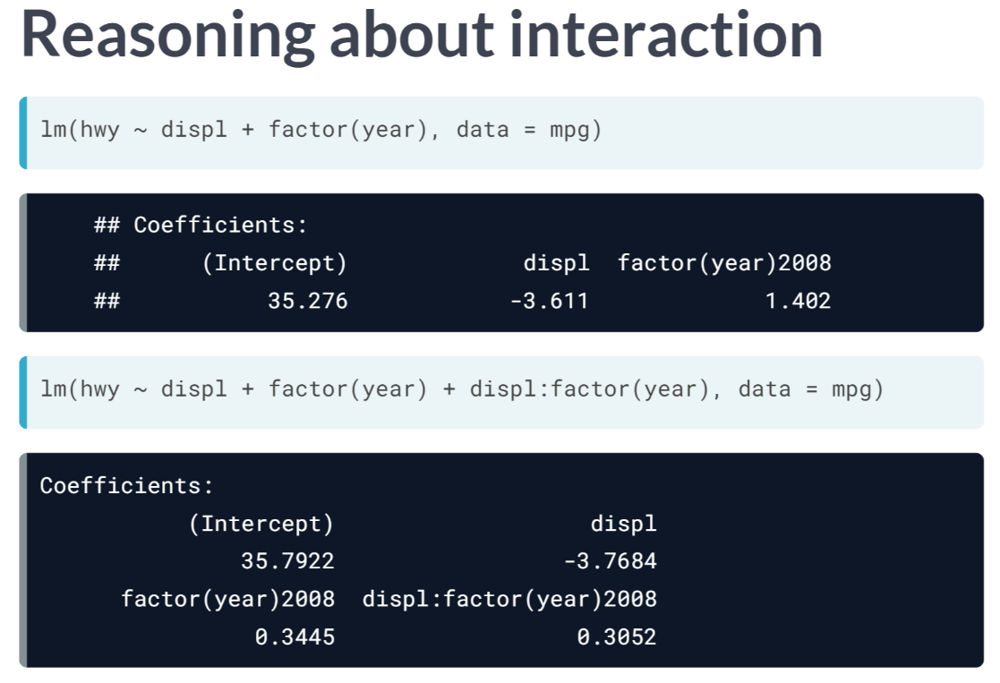 Reasoning about interaction
lm(hwy ~ displ + factor(year), data = mpg)
## Coefficients:
## (Intercept) displ factor(year)2008
## 35.276 -3.611 1.402
lm(hwy ~ displ + factor(year) + displ:factor(year), data = mpg)
Coefficients:
(Intercept) displ
35.7922 -3.7684
factor(year)2008 displ:factor(year)2008
0.3445 0.3052